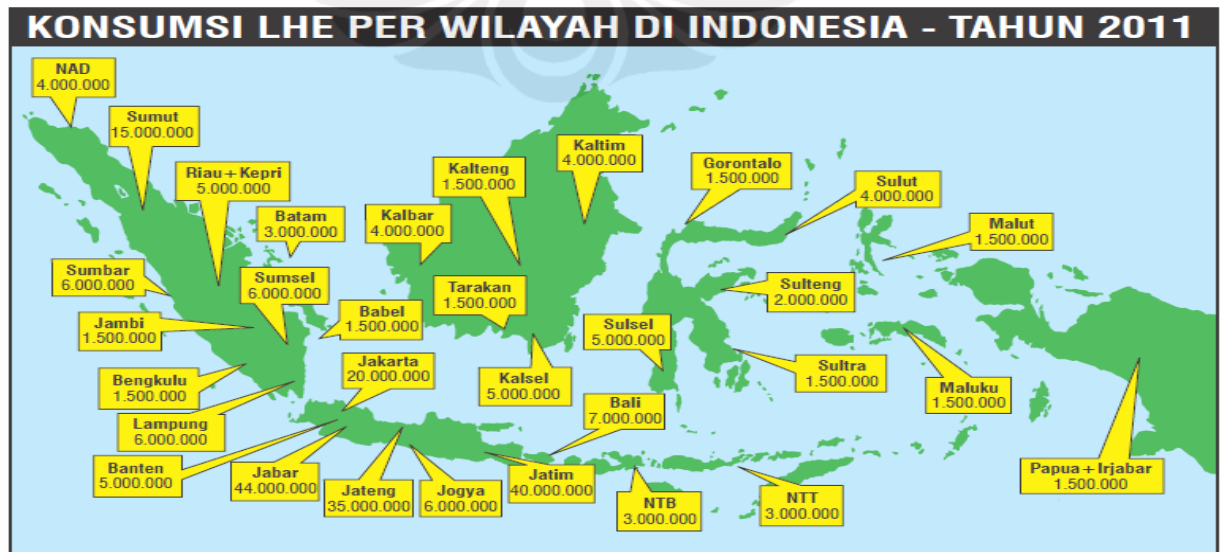 KONSUMSI LHE PER WILAYAH DI INDONESIA - TAHUN 2011
NAD
4.000.000
Sumut
15.000.000
Riau+Kepri
5.000.000
Batam
3.000.000
Kalbar
4.000.000
Kalteng
1.500.000
Kaltim
4.000.000
Gorontalo
1.500.000
Sulut
4.000.000
Malut
1.500.000
Sumbar
6.000.000
Sumsel
6.000.000
Tarakan
1.500.000
Sulteng
2.000.000
Jambi
1.500.000
Babel
1.500.000
Sulsel
5.000.000
Jakarta
20.000.000
Bengkulu
1.500.000
Kalsel
5.000.000
Sultra
1.500.000
Maluku
1.500.000
Lampung
6.000.000
Bali
7.000.000
Banten
5.000.000
Jabar
44.000.000
Jateng
35.000.000
Jogya
6.000.000
Jatim
40.000.000
NTB
3.000.000
NTT
3.000.000
Papua+Irjabar
1.500.000